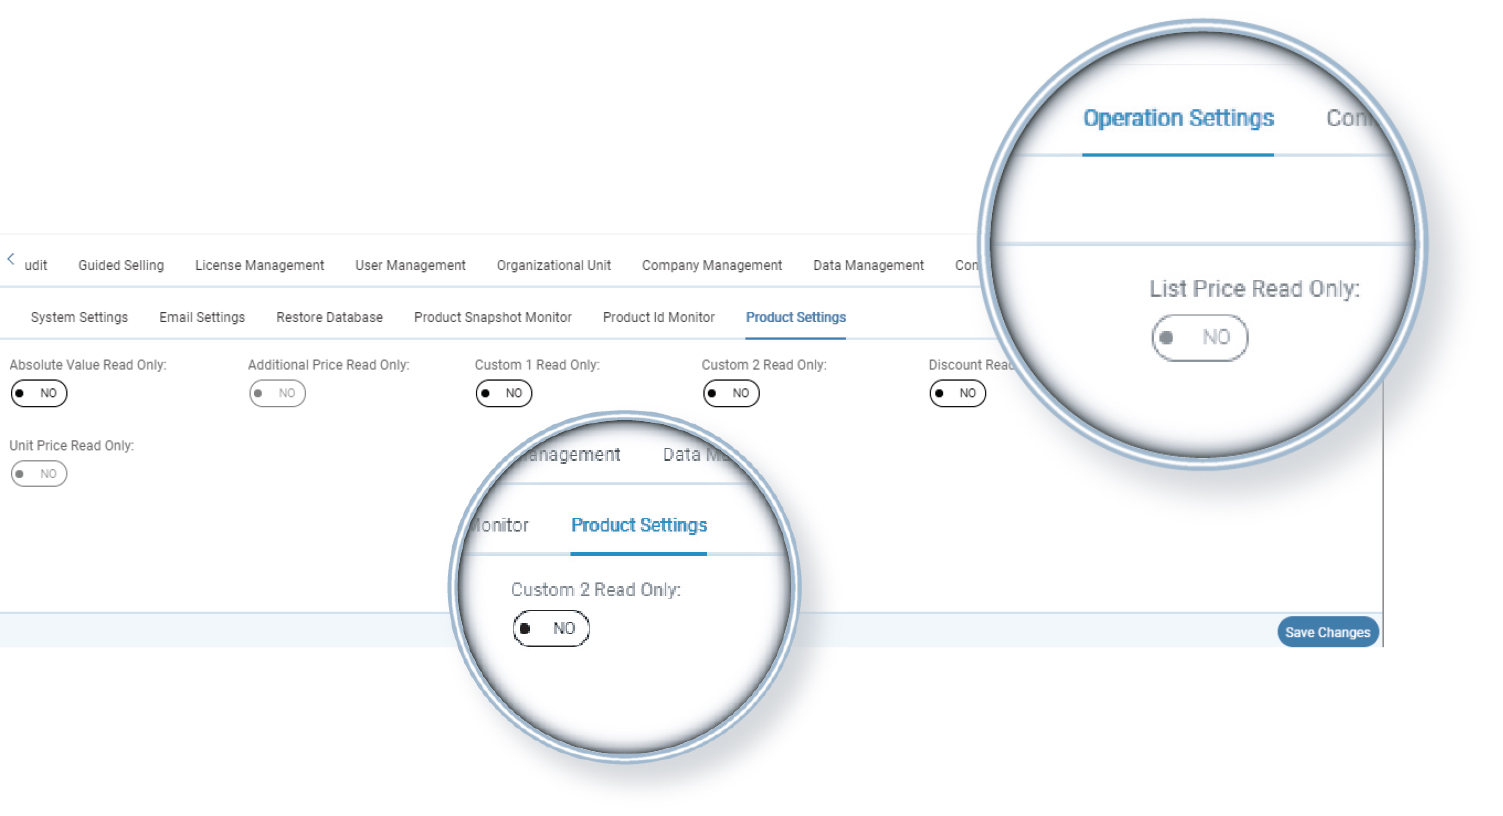 Operation Settings
udit Guided Selling License Management User Management Organizational Unit Company Management Data Management
System Settings Email Settings Restore Database Product Snapshot Monitor Product Id Monitor Product Settings
List Price Read Only:
NO
Absolute Value Read Only: Additional Price Read Only: Custom 1 Read Only: Custom 2 Read Only: Discount Read
NO NO NO NO NO
Unit Price Read Only:
NO
anagement Data
onitor Product Settings
Custom 2 Read Only:
NO
Save Changes